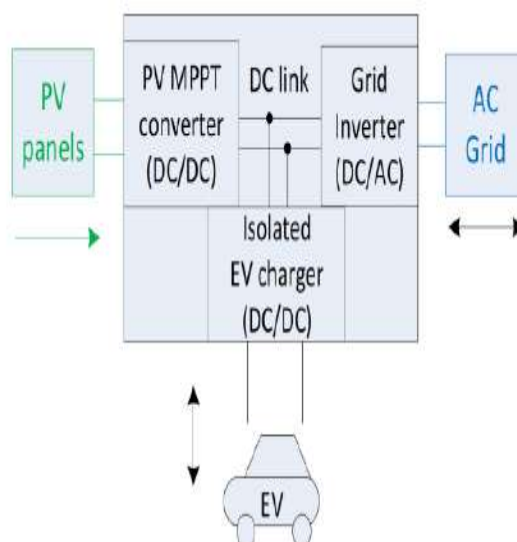 PV
panels
PV MPPT
converter
(DC/DC)
DC link
Grid
Inverter
(DC/AC)
AC
Grid
Isolated
EV charger
(DC/DC)
EV